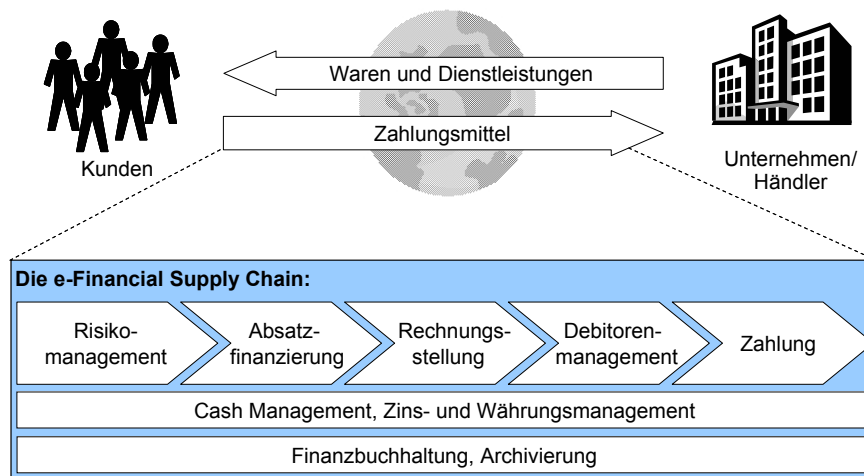 Waren und Dienstleistungen
Zahlungsmittel
Kunden
Unternehmen/
Händler
Die e-Financial Supply Chain:
Risiko-
management
Absatz-
finanzierung
Rechnungs-
stellung
Debitoren-
management
Zahlung
Cash Management, Zins- und Währungsmanagement
Finanzbuchhaltung, Archivierung